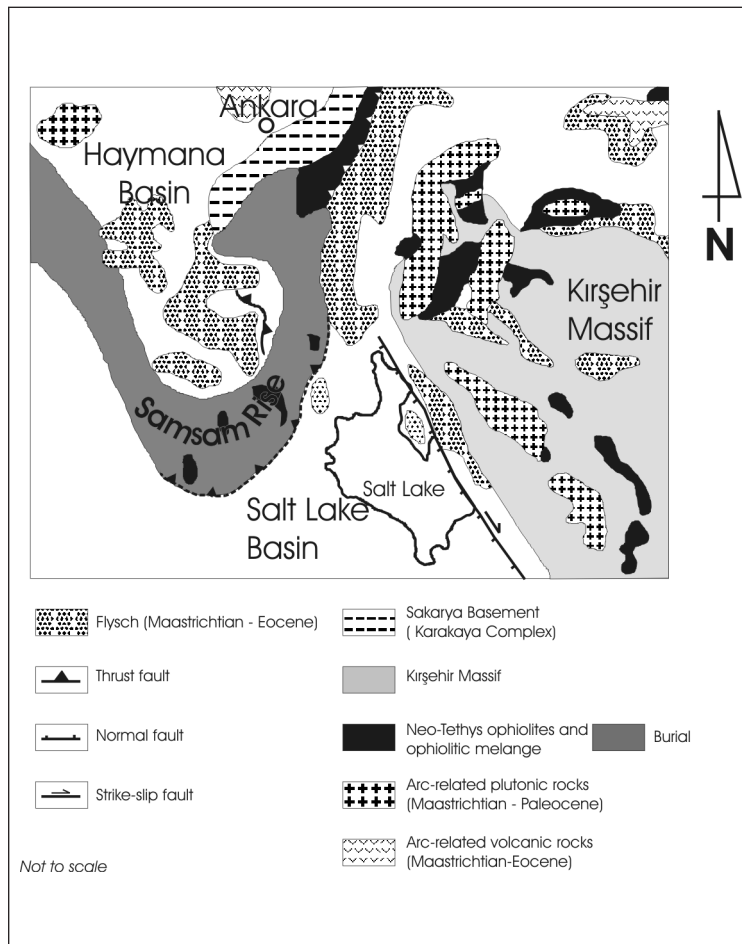 Ankara
Haymana
Basin
N
Kırşehir
Massif
Samsam Rise
Salt Lake
Salt Lake
Basin
Flysch (Maastrichtian - Eocene)
Sakarya Basement
( Karakaya Complex)
Thrust fault
Kırşehir Massif
Normal fault
Neo-Tethys ophiolites and
ophiolitic melange
Burial
Strike-slip fault
Arc-related plutonic rocks
(Maastrichtian - Paleocene)
Arc-related volcanic rocks
(Maastrichtian-Eocene)
Not to scale